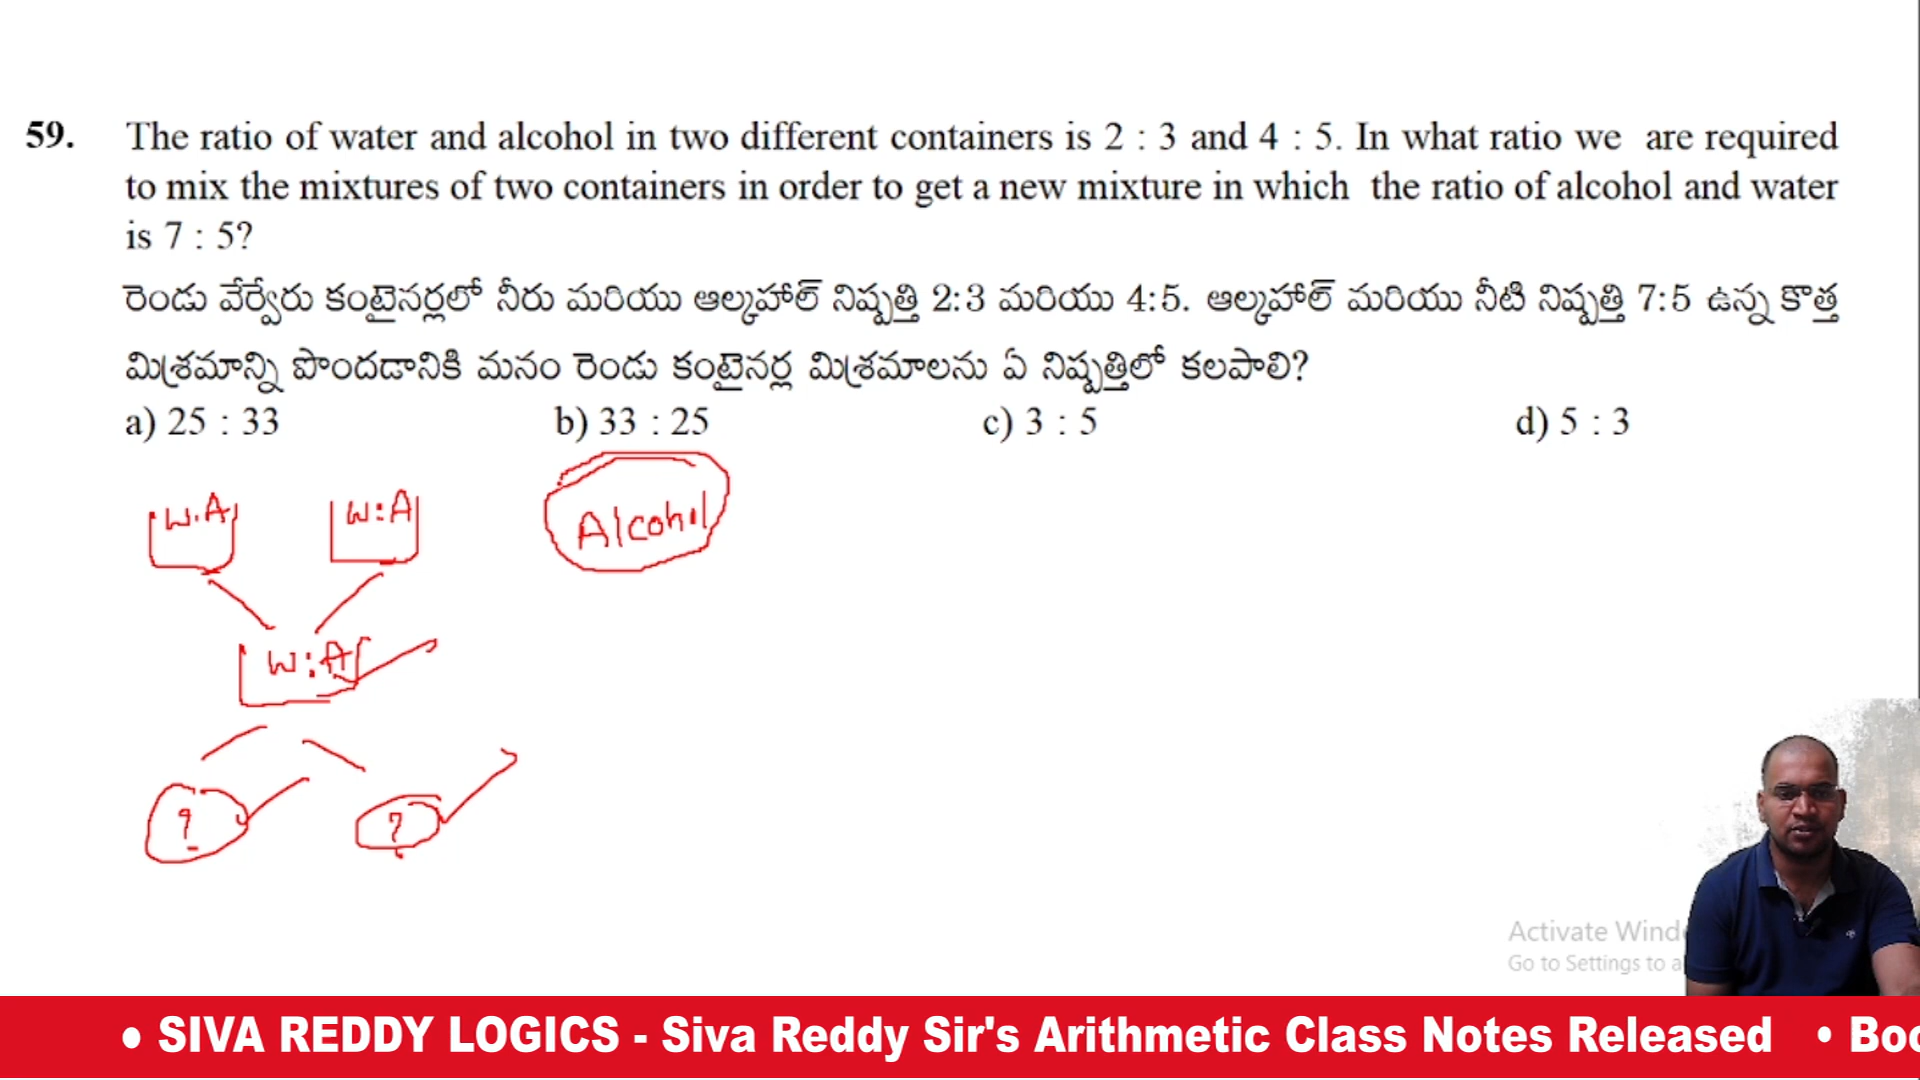 59. The ratio of water and alcohol in two different containers is 2 : 3 and 4 : 5. In what ratio we are required
to mix the mixtures of two containers in order to get a new mixture in which the ratio of alcohol and water
is 7 : 5?
రెండు వేర్వేరు కంటైనర్లలో నీరు మరియు ఆల్కహాల్ నిష్పత్తి 2:3 మరియు 4:5. ఆల్కహాల్ మరియు నీటి నిష్పత్తి 7:5 ఉన్న కొత్త
మిశ్రమాన్ని పొందడానికి మనం రెండు కంటైనర్ల మిశ్రమాలను ఏ నిష్పత్తిలో కలపాలి?
a) 25 : 33 b) 33 : 25 c) 3 : 5 d) 5 : 3
W:A W:A Alcohol
W:A
? ?
Activate Wind
Go to Settings to a
• SIVA REDDY LOGICS - Siva Reddy Sir's Arithmetic Class Notes Released • Boo